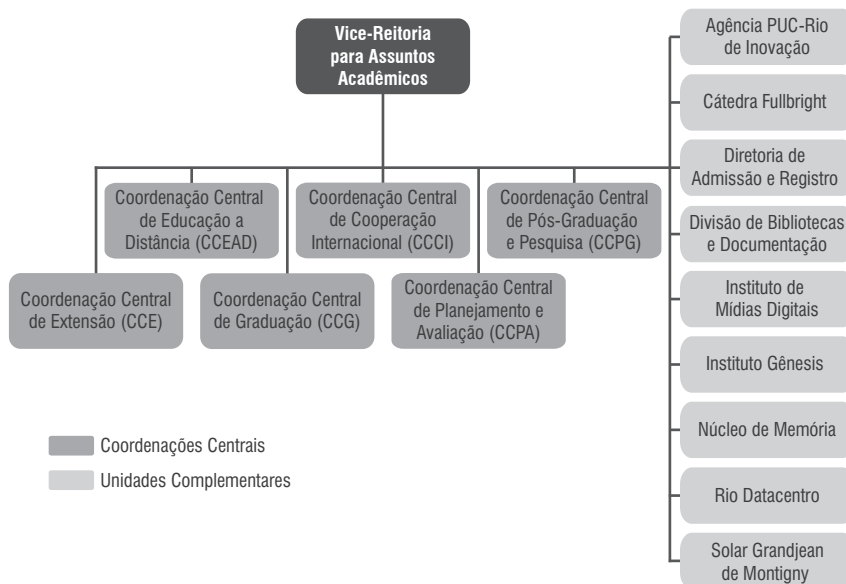 Vice-Reitoria
para Assuntos
Acadêmicos
Agência PUC-Rio
de Inovação
Cátedra Fullbright
Diretoria de
Admissão e Registro
Divisão de Bibliotecas
e Documentação
Instituto de
Mídias Digitais
Instituto Gênesis
Núcleo de Memória
Rio Datacentro
Solar Grandjean
de Montigny
Coordenação Central
de Educação a
Distância (CCEAD)
Coordenação Central
de Cooperação
Internacional (CCCI)
Coordenação Central
de Pós-Graduação
e Pesquisa (CCPG)
Coordenação Central
de Extensão (CCE)
Coordenação Central
de Graduação (CCG)
Coordenação Central
de Planejamento e
Avaliação (CCPA)
Coordenações Centrais
Unidades Complementares